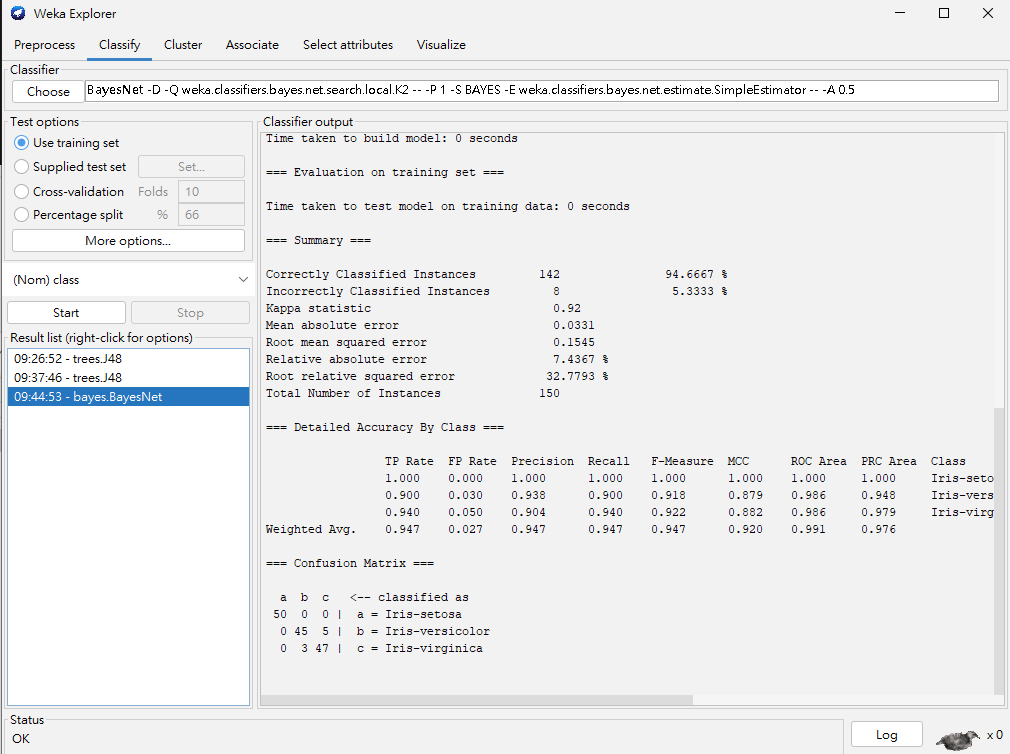 Weka Explorer
Preprocess Classify Cluster Associate Select attributes Visualize
Classifier
Choose BayesNet -D -Q weka.classifiers.bayes.net.search.local.K2 -- -P 1 -S BAYES -E weka.classifiers.bayes.net.estimate.SimpleEstimator -- -A 0.5
Test options
Use training set
Supplied test set Set...
Cross-validation Folds 10
Percentage split % 66
More options...
(Nom) class
Start Stop
Result list (right-click for options)
09:26:52 - trees.J48
09:37:46 - trees.J48
09:44:53 - bayes.BayesNet
Classifier output
Time taken to build model: 0 seconds
=== Evaluation on training set ===
Time taken to test model on training data: 0 seconds
=== Summary ===
Correctly Classified Instances 142 94.6667 %
Incorrectly Classified Instances 8 5.3333 %
Kappa statistic 0.92
Mean absolute error 0.0331
Root mean squared error 0.1545
Relative absolute error 7.4367 %
Root relative squared error 32.7793 %
Total Number of Instances 150
=== Detailed Accuracy By Class ===
TP Rate FP Rate Precision Recall F-Measure MCC ROC Area PRC Area Class
1.000 0.000 1.000 1.000 1.000 1.000 1.000 1.000 Iris-seto
0.900 0.030 0.938 0.900 0.918 0.879 0.986 0.948 Iris-vers
0.940 0.050 0.904 0.940 0.922 0.882 0.986 0.979 Iris-virg
Weighted Avg. 0.947 0.027 0.947 0.947 0.947 0.920 0.991 0.976
=== Confusion Matrix ===
a b c <-- classified as
50 0 0 | a = Iris-setosa
0 45 5 | b = Iris-versicolor
0 3 47 | c = Iris-virginica
Status
OK
Log x 0